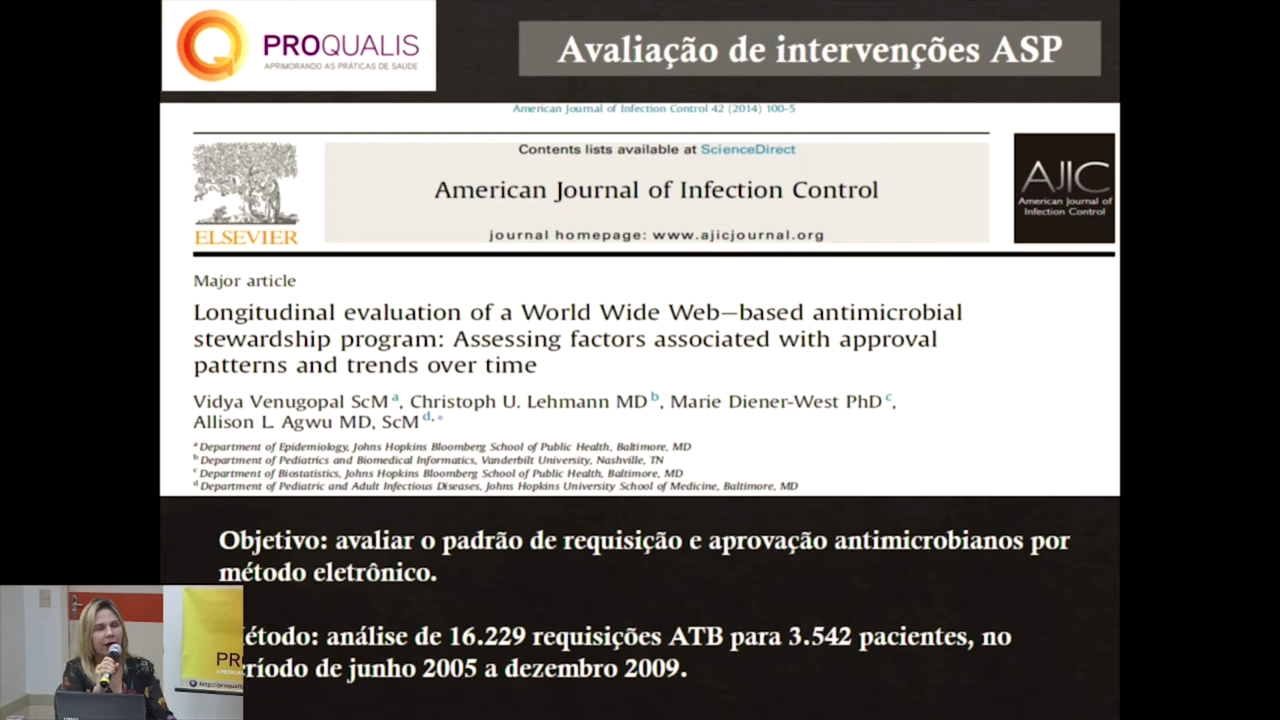 PROQUALIS
APRIMORANDO AS PRÁTICAS DE SAÚDE
Avaliação de intervenções ASP
American Journal of Infection Control 42 (2014) 100-5
Contents lists available at ScienceDirect
American Journal of Infection Control
journal homepage: www.ajicjournal.org
ELSEVIER
AJIC
American Journal of
Infection Control
Major article
Longitudinal evaluation of a World Wide Web–based antimicrobial
stewardship program: Assessing factors associated with approval
patterns and trends over time
Vidya Venugopal ScM a, Christoph U. Lehmann MD b, Marie Diener-West PhD c,
Allison L. Agwu MD, ScM d,*
a Department of Epidemiology, Johns Hopkins Bloomberg School of Public Health, Baltimore, MD
b Department of Pediatrics and Biomedical Informatics, Vanderbilt University, Nashville, TN
c Department of Biostatistics, Johns Hopkins Bloomberg School of Public Health, Baltimore, MD
d Department of Pediatric and Adult Infectious Diseases, Johns Hopkins University School of Medicine, Baltimore, MD
Objetivo: avaliar o padrão de requisição e aprovação antimicrobianos por
método eletrônico.
étodo: análise de 16.229 requisições ATB para 3.542 pacientes, no
ríodo de junho 2005 a dezembro 2009.
PR
http://proquali